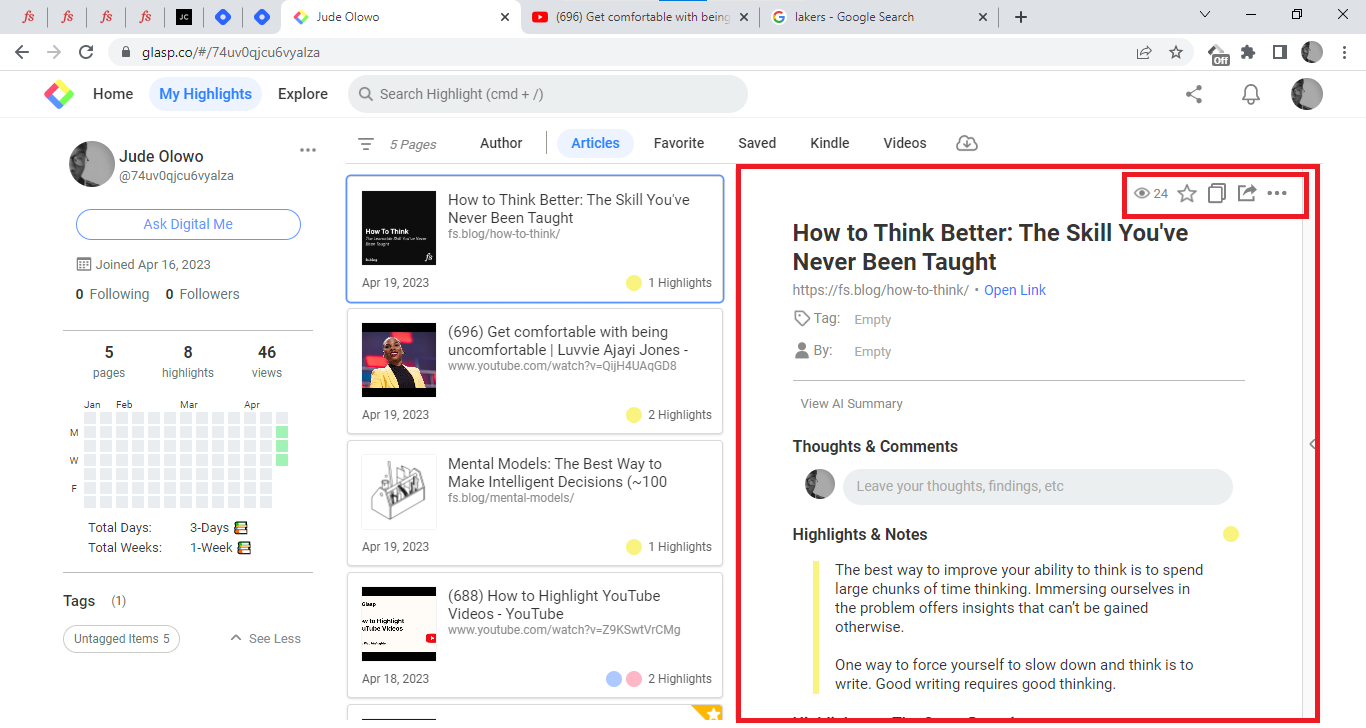 Jude Olowo
(696) Get comfortable with being
lakers - Google Search
glasp.co/#/74uv0qjcu6vyalza
Off
Home
My Highlights
Explore
Search Highlight (cmd + /)
Jude Olowo
@74uv0qjcu6vyalza
Ask Digital Me
Joined Apr 16, 2023
0 Following 0 Followers
5 8 46
pages highlights views
Jan Feb Mar Apr
M
W
F
Total Days: 3-Days
Total Weeks: 1-Week
Tags (1)
Untagged Items 5
See Less
5 Pages
Author
Articles
Favorite
Saved
Kindle
Videos
How To Think
fs
How to Think Better: The Skill You've
Never Been Taught
fs.blog/how-to-think/
Apr 19, 2023
1 Highlights
(696) Get comfortable with being
uncomfortable | Luvvie Ajayi Jones -
www.youtube.com/watch?v=QijH4UAqGD8
Apr 19, 2023
2 Highlights
Mental Models: The Best Way to
Make Intelligent Decisions (~100
fs.blog/mental-models/
Apr 19, 2023
1 Highlights
Glasp
w to Highlight
uTube Videos
(688) How to Highlight YouTube
Videos - YouTube
www.youtube.com/watch?v=Z9KSwtVrCMg
Apr 18, 2023
2 Highlights
24
How to Think Better: The Skill You've
Never Been Taught
https://fs.blog/how-to-think/ • Open Link
Tag: Empty
By: Empty
View AI Summary
Thoughts & Comments
Leave your thoughts, findings, etc
Highlights & Notes
The best way to improve your ability to think is to spend
large chunks of time thinking. Immersing ourselves in
the problem offers insights that can’t be gained
otherwise.
One way to force yourself to slow down and think is to
write. Good writing requires good thinking.